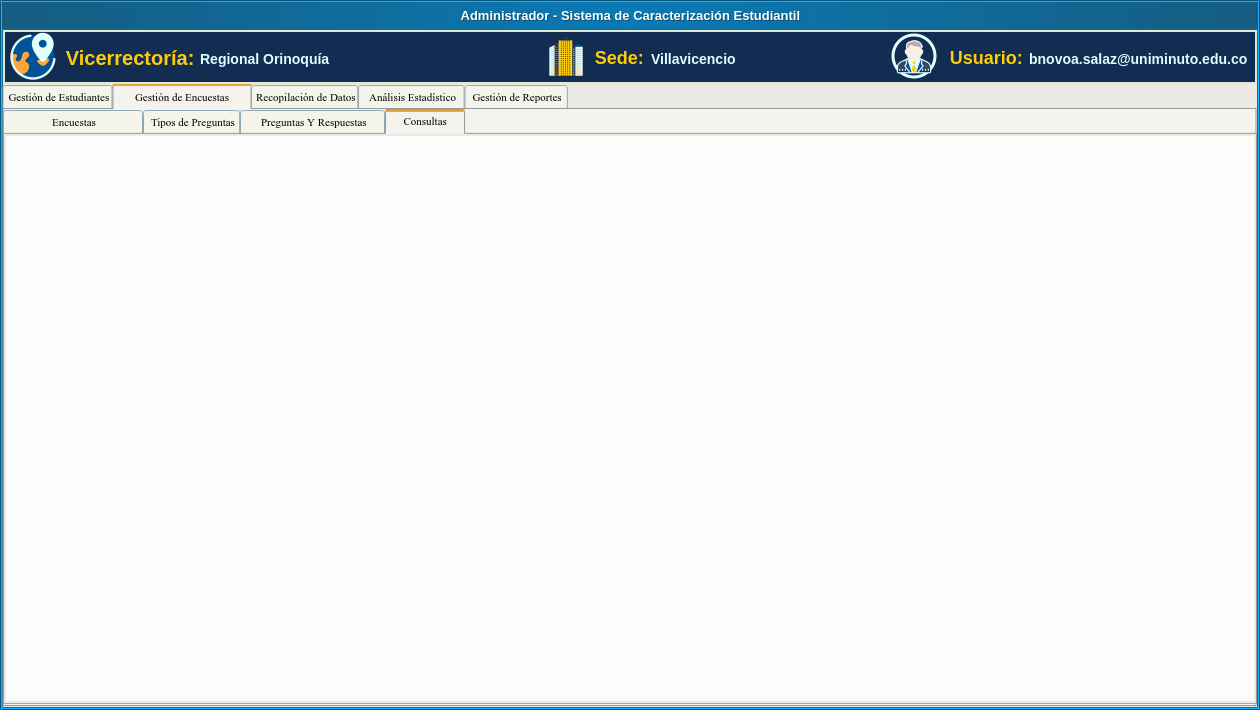 Administrador - Sistema de Caracterización Estudiantil
Vicerrectoría: Regional Orinoquía Sede: Villavicencio Usuario: bnovoa.salaz@uniminuto.edu.co
Gestión de Estudiantes Gestión de Encuestas Recopilación de Datos Análisis Estadístico Gestión de Reportes
Encuestas Tipos de Preguntas Preguntas Y Respuestas Consultas